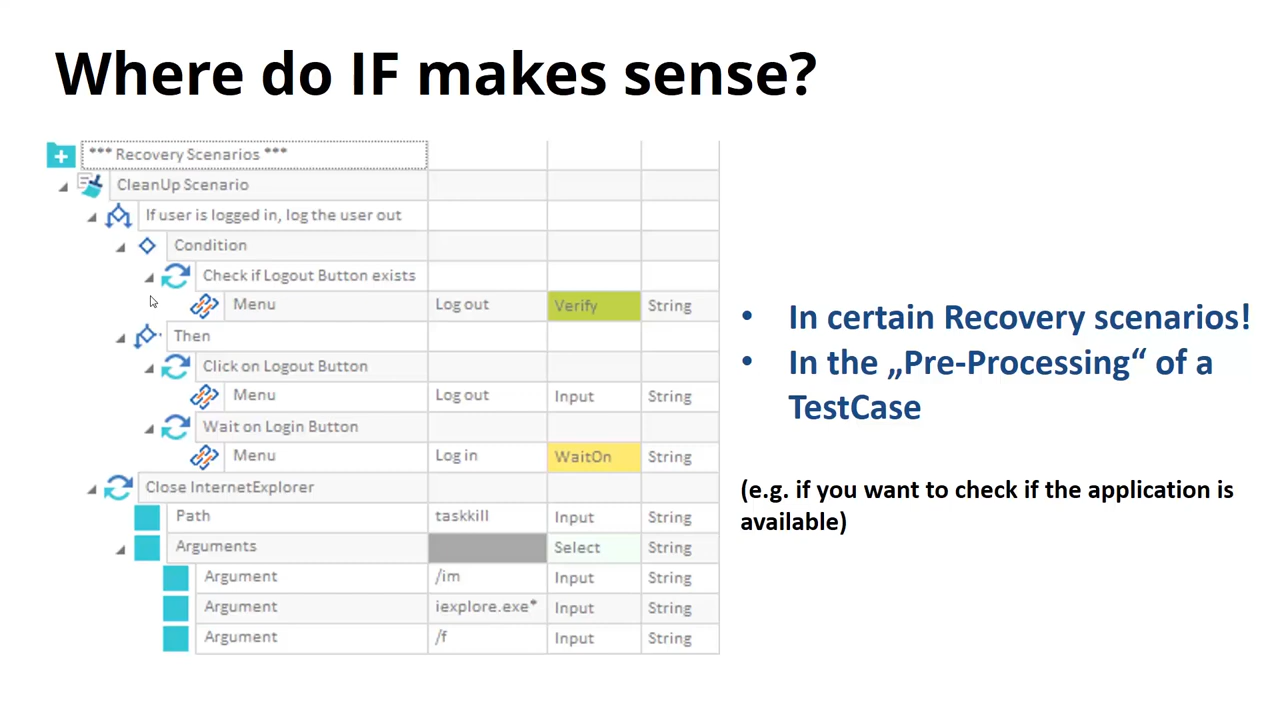 Where do IF makes sense?
*** Recovery Scenarios ***
CleanUp Scenario
If user is logged in, log the user out
Condition
Check if Logout Button exists
Menu Log out Verify String
Then
Click on Logout Button
Menu Log out Input String
Wait on Login Button
Menu Log in WaitOn String
Close InternetExplorer
Path taskkill Input String
Arguments Select String
Argument /im Input String
Argument iexplore.exe* Input String
Argument /f Input String
• In certain Recovery scenarios!
• In the „Pre-Processing“ of a
TestCase
(e.g. if you want to check if the application is
available)